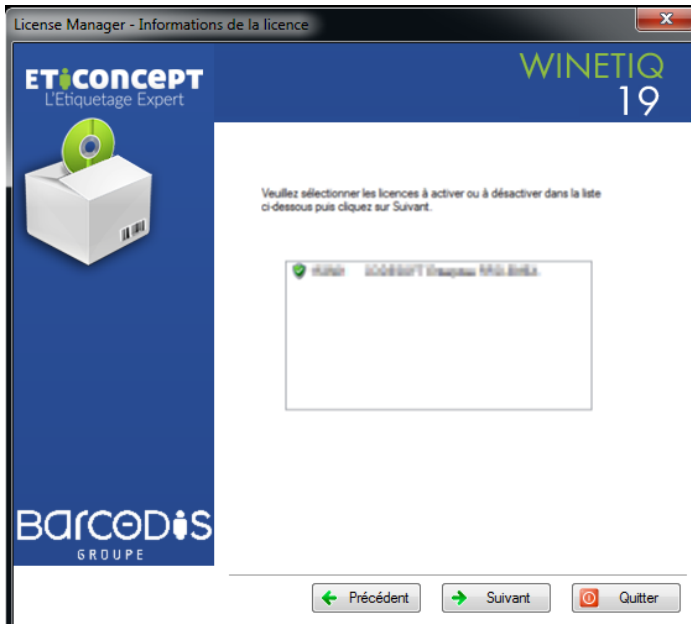 License Manager - Informations de la licence
ETiCONCEPT
L'Etiquetage Expert
WINETIQ
19
Veuillez sélectionner les licences à activer ou à désactiver dans la liste
ci-dessous puis cliquez sur Suivant.
BarCODiS
GROUPE
Précédent
Suivant
Quitter